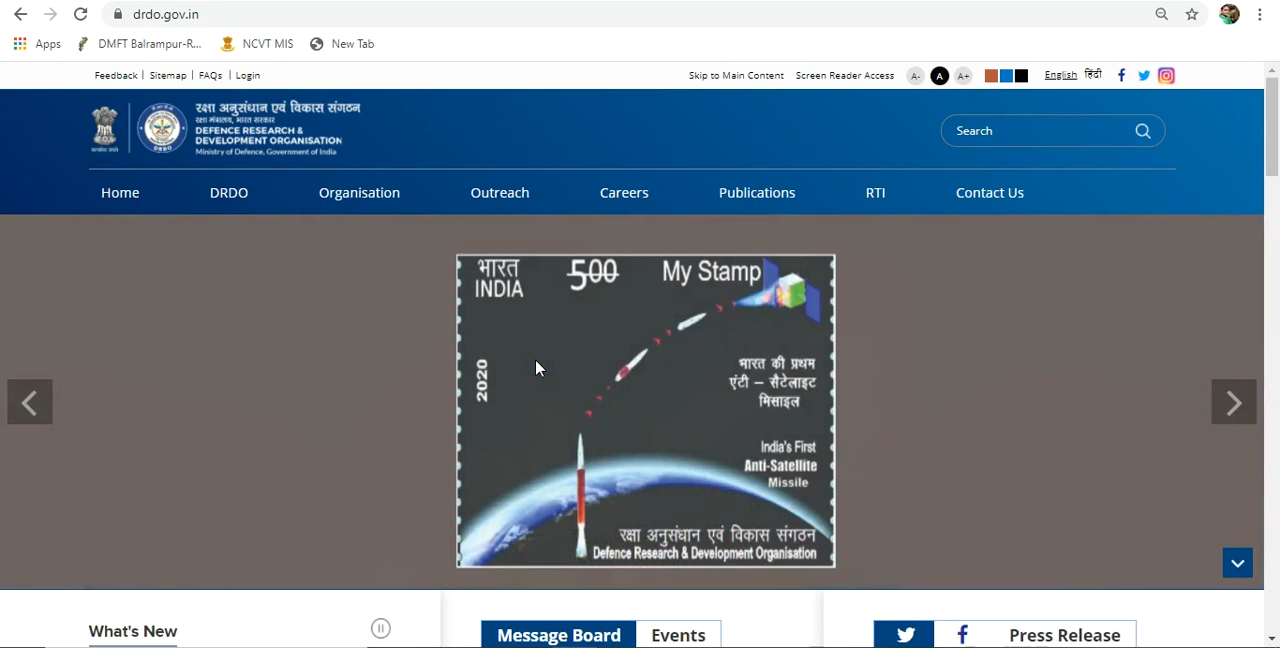 drdo.gov.in
Apps DMFT Balrampur-R... NCVT MIS New Tab
Feedback | Sitemap | FAQs | Login Skip to Main Content Screen Reader Access A- A A+ English हिंदी
रक्षा अनुसंधान एवं विकास संगठन
रक्षा मंत्रालय, भारत सरकार
DEFENCE RESEARCH &
DEVELOPMENT ORGANISATION
Ministry of Defence, Government of India
Search
Home DRDO Organisation Outreach Careers Publications RTI Contact Us
भारत
INDIA
500
My Stamp
2020
भारत की प्रथम
एंटी – सैटेलाइट
मिसाइल
India's First
Anti-Satellite
Missile
रक्षा अनुसंधान एवं विकास संगठन
Defence Research & Development Organisation
What's New
Message Board Events
Press Release